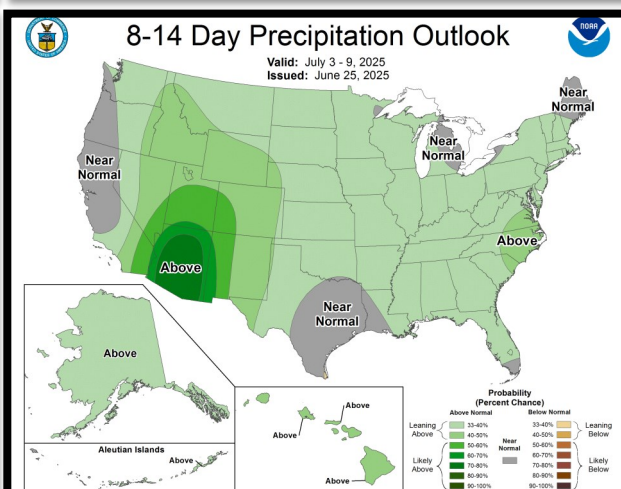 8-14 Day Precipitation Outlook
NOAA
Valid: July 3 - 9, 2025
Issued: June 25, 2025
Near
Normal
Near
Normal
Near
Normal
Above
Above
Near
Normal
Above
Above
Above
Above
Aleutian Islands
Above
Probability
(Percent Chance)
Above Normal
Below Normal
Leaning
Above
33-40%
40-50%
Likely
Above
50-60%
60-70%
70-80%
80-90%
90-100%
Near
Normal
33-40%
40-50%
Leaning
Below
50-60%
60-70%
70-80%
80-90%
90-100%
Likely
Below